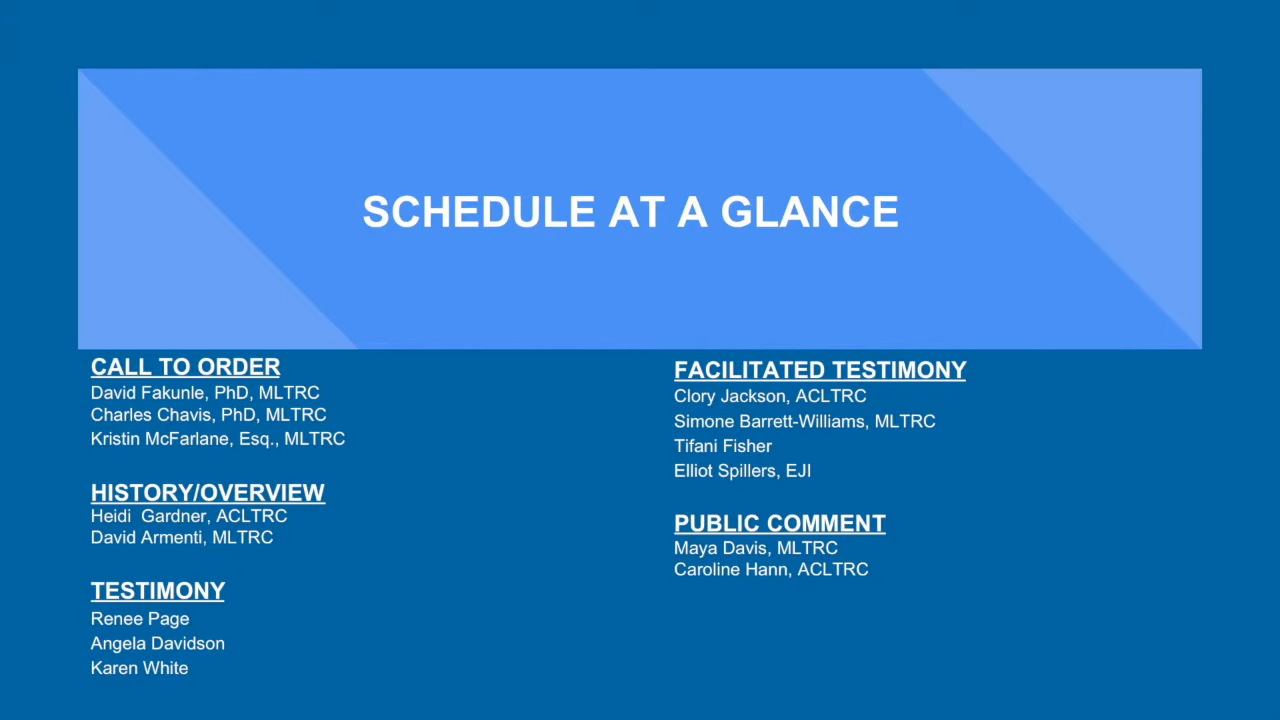 SCHEDULE AT A GLANCE
CALL TO ORDER
David Fakunle, PhD, MLTRC
Charles Chavis, PhD, MLTRC
Kristin McFarlane, Esq., MLTRC
HISTORY/OVERVIEW
Heidi  Gardner, ACLTRC
David Armenti, MLTRC
TESTIMONY
Renee Page
Angela Davidson
Karen White
FACILITATED TESTIMONY
Clory Jackson, ACLTRC
Simone Barrett-Williams, MLTRC
Tifani Fisher
Elliot Spillers, EJI
PUBLIC COMMENT
Maya Davis, MLTRC
Caroline Hann, ACLTRC